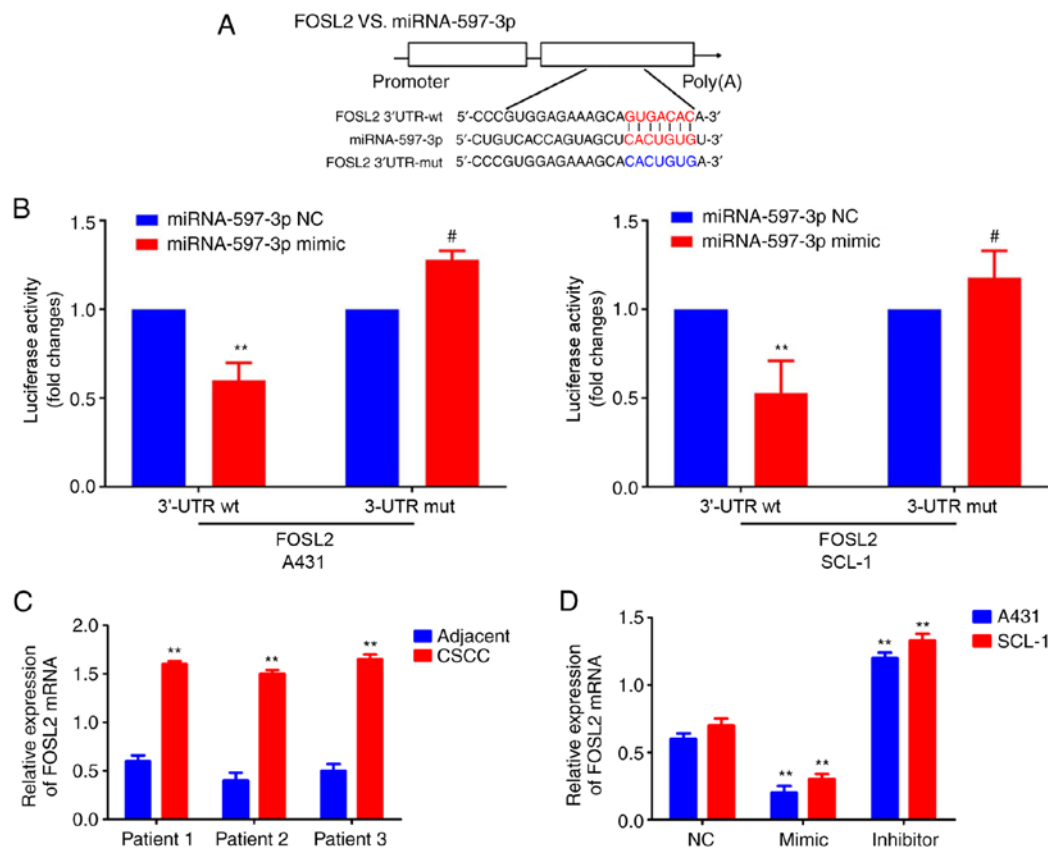 A
FOSL2 VS. miRNA-597-3p
Promoter
Poly(A)
FOSL2 3′UTR-wt 5′-CCCGUGGAGAAAGCAGUGACACA-3′
miRNA-597-3p 5′-CUGUCACCAGUAGCUCACUGUGU-3′
FOSL2 3′UTR-mut 5′-CCCGUGGAGAAAGCACACUGUGA-3′
B
miRNA-597-3p NC
miRNA-597-3p mimic
Luciferase activity
(fold changes)
1.5
1.0
0.5
0.0
**
#
3′-UTR wt
3-UTR mut
FOSL2
A431
miRNA-597-3p NC
miRNA-597-3p mimic
Luciferase activity
(fold changes)
1.5
1.0
0.5
0.0
**
#
3′-UTR wt
3-UTR mut
FOSL2
SCL-1
C
Adjacent
CSCC
Relative expression
of FOSL2 mRNA
2.0
1.5
1.0
0.5
0.0
**
**
**
Patient 1
Patient 2
Patient 3
D
A431
SCL-1
Relative expression
of FOSL2 mRNA
1.5
1.0
0.5
0.0
**
**
**
**
NC
Mimic
Inhibitor